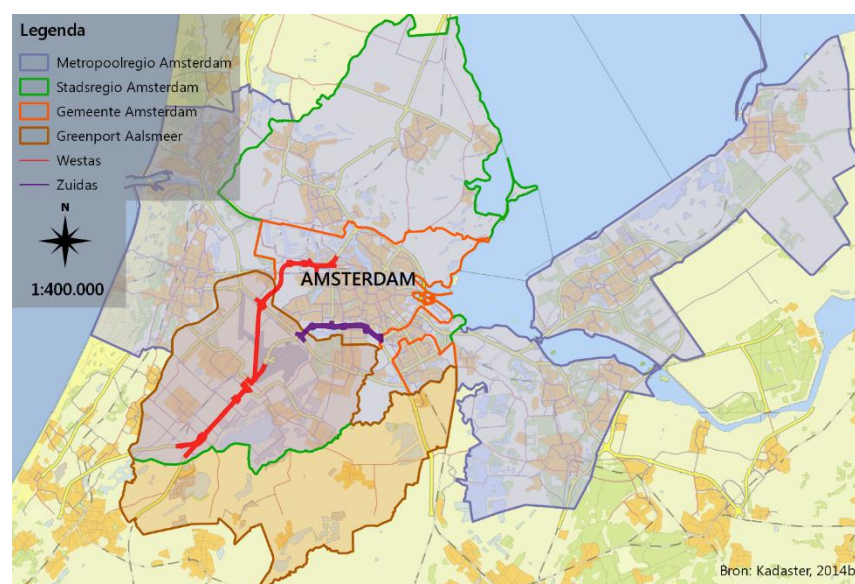 Legenda
Metropoolregio Amsterdam
Stadsregio Amsterdam
Gemeente Amsterdam
Greenport Aalsmeer
Westas
Zuidas
N
1:400.000
AMSTERDAM
Bron: Kadaster, 2014b